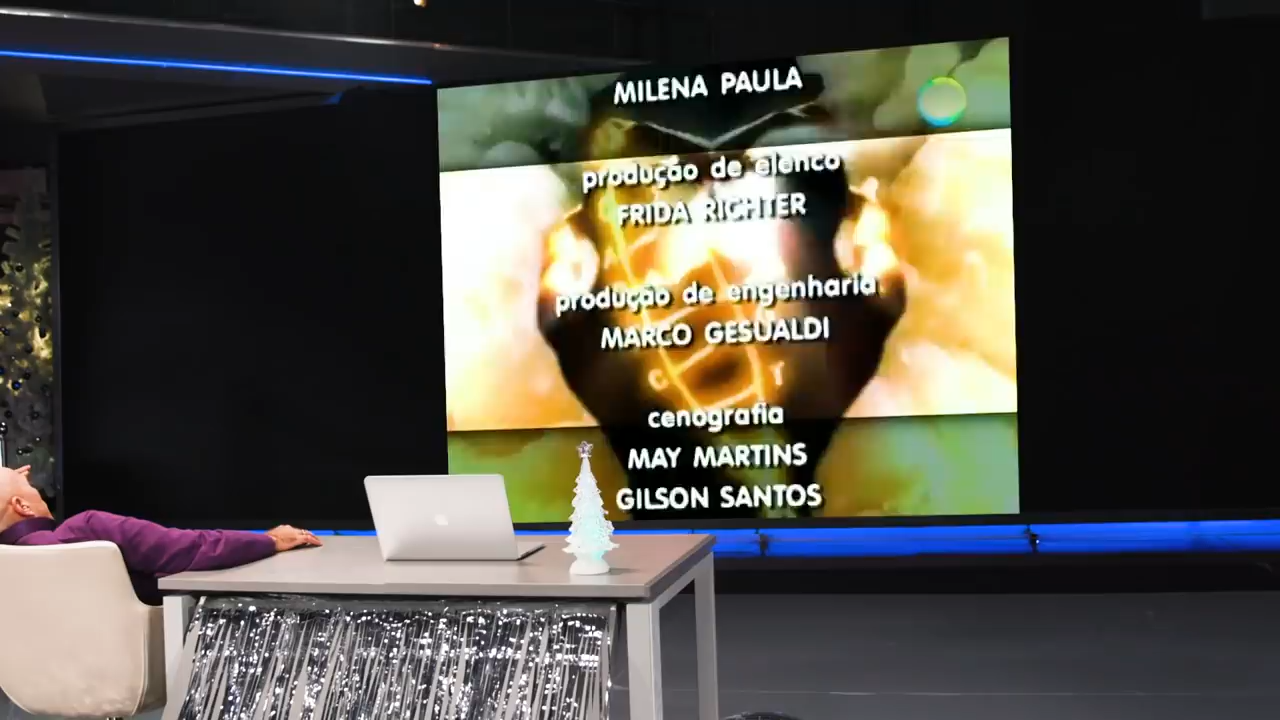 MILENA PAULA
produção de elenco
FRIDA RICHTER
produção de engenharia
MARCO GESUALDI
C T
cenografia
MAY MARTINS
GILSON SANTOS